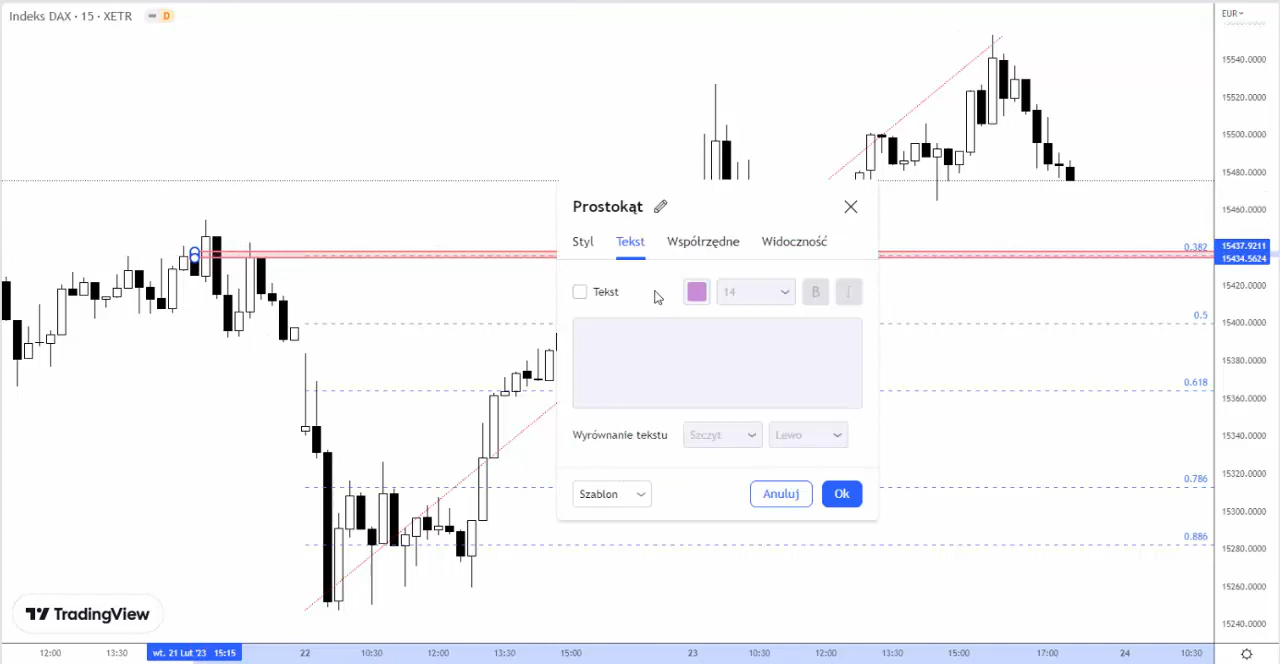 Indeks DAX · 15 · XETR
D
EUR
15540.0000
15520.0000
15500.0000
15480.0000
15460.0000
15437.9211
15434.5624
15420.0000
15400.0000
15380.0000
15360.0000
15340.0000
15320.0000
15300.0000
15280.0000
15260.0000
15240.0000
0.382
0.5
0.618
0.786
0.886
Prostokąt
Styl Tekst Współrzędne Widoczność
Tekst 14 B I
Wyrównanie tekstu Szczyt Lewo
Szablon Anuluj Ok
TradingView
12:00 13:30 wt. 21 Lut '23 15:15 22 10:30 12:00 13:30 15:00 23 10:30 12:00 13:30 15:00 17:00 24 10:30